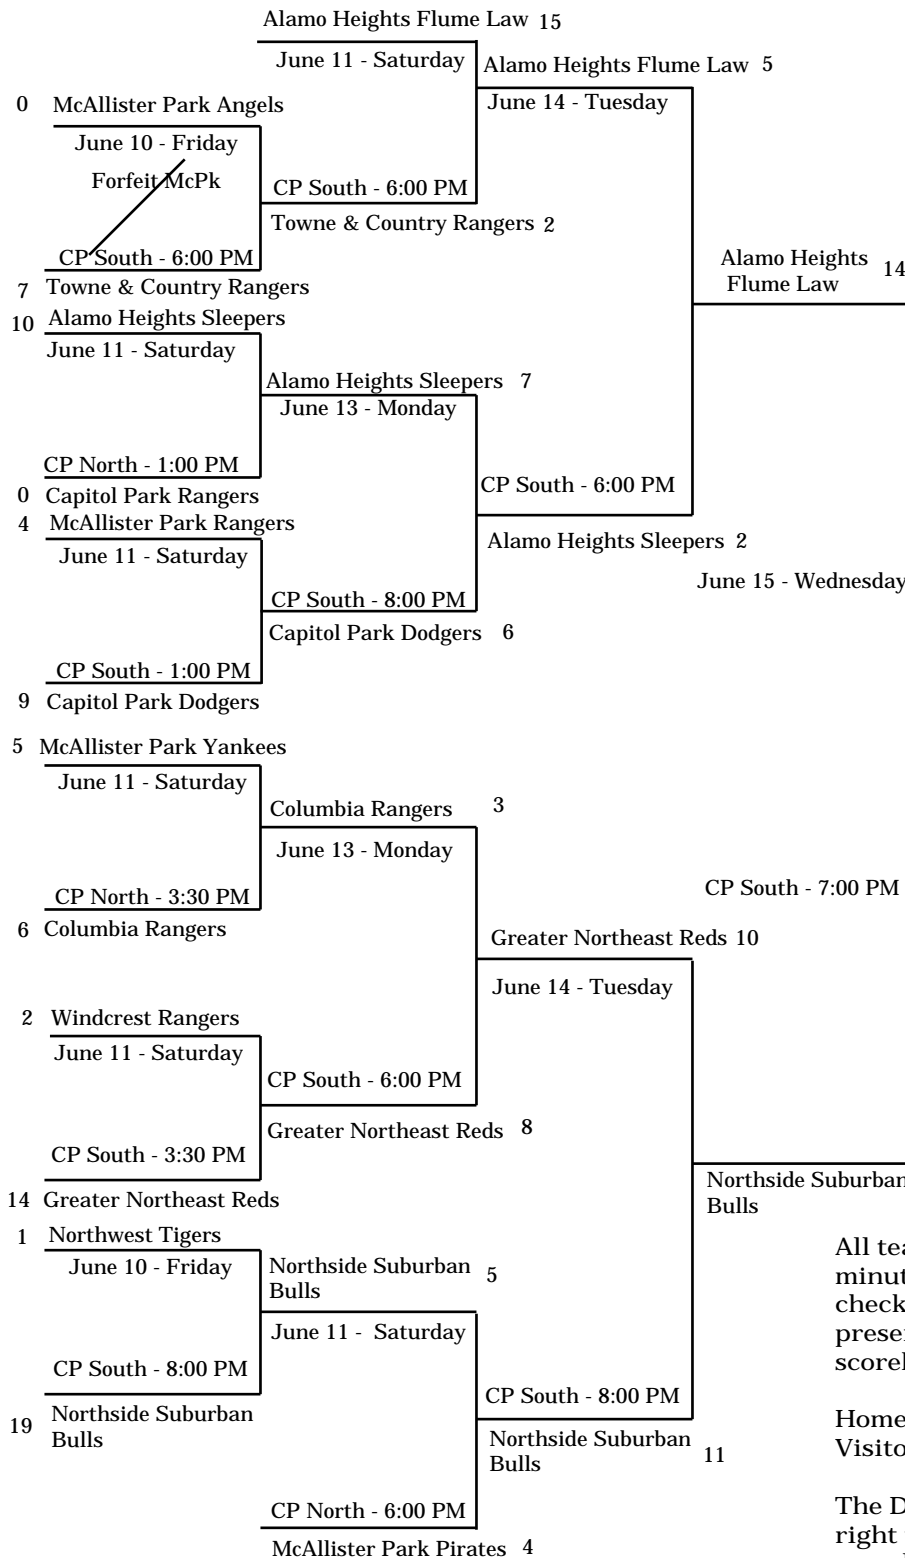 Alamo Heights Flume Law 15
June 11 - Saturday
Alamo Heights Flume Law 5
June 14 - Tuesday
0 McAllister Park Angels
June 10 - Friday
Forfeit McPk
CP South - 6:00 PM
Towne & Country Rangers 2
CP South - 6:00 PM
7 Towne & Country Rangers
Alamo Heights
Flume Law 14
10 Alamo Heights Sleepers
June 11 - Saturday
Alamo Heights Sleepers 7
June 13 - Monday
CP North - 1:00 PM
0 Capitol Park Rangers
CP South - 6:00 PM
4 McAllister Park Rangers
Alamo Heights Sleepers 2
June 11 - Saturday
June 15 - Wednesday
CP South - 8:00 PM
Capitol Park Dodgers 6
CP South - 1:00 PM
9 Capitol Park Dodgers
5 McAllister Park Yankees
June 11 - Saturday
Columbia Rangers 3
June 13 - Monday
CP North - 3:30 PM
CP South - 7:00 PM
6 Columbia Rangers
Greater Northeast Reds 10
June 14 - Tuesday
2 Windcrest Rangers
June 11 - Saturday
CP South - 6:00 PM
Greater Northeast Reds 8
CP South - 3:30 PM
14 Greater Northeast Reds
Northside Suburban
Bulls
1 Northwest Tigers
June 10 - Friday
Northside Suburban
Bulls 5
June 11 - Saturday
CP South - 8:00 PM
19 Northside Suburban
Bulls
CP South - 8:00 PM
Northside Suburban
Bulls 11
CP North - 6:00 PM
McAllister Park Pirates 4
All
minut
check
prese
Home
Visito
The D
right